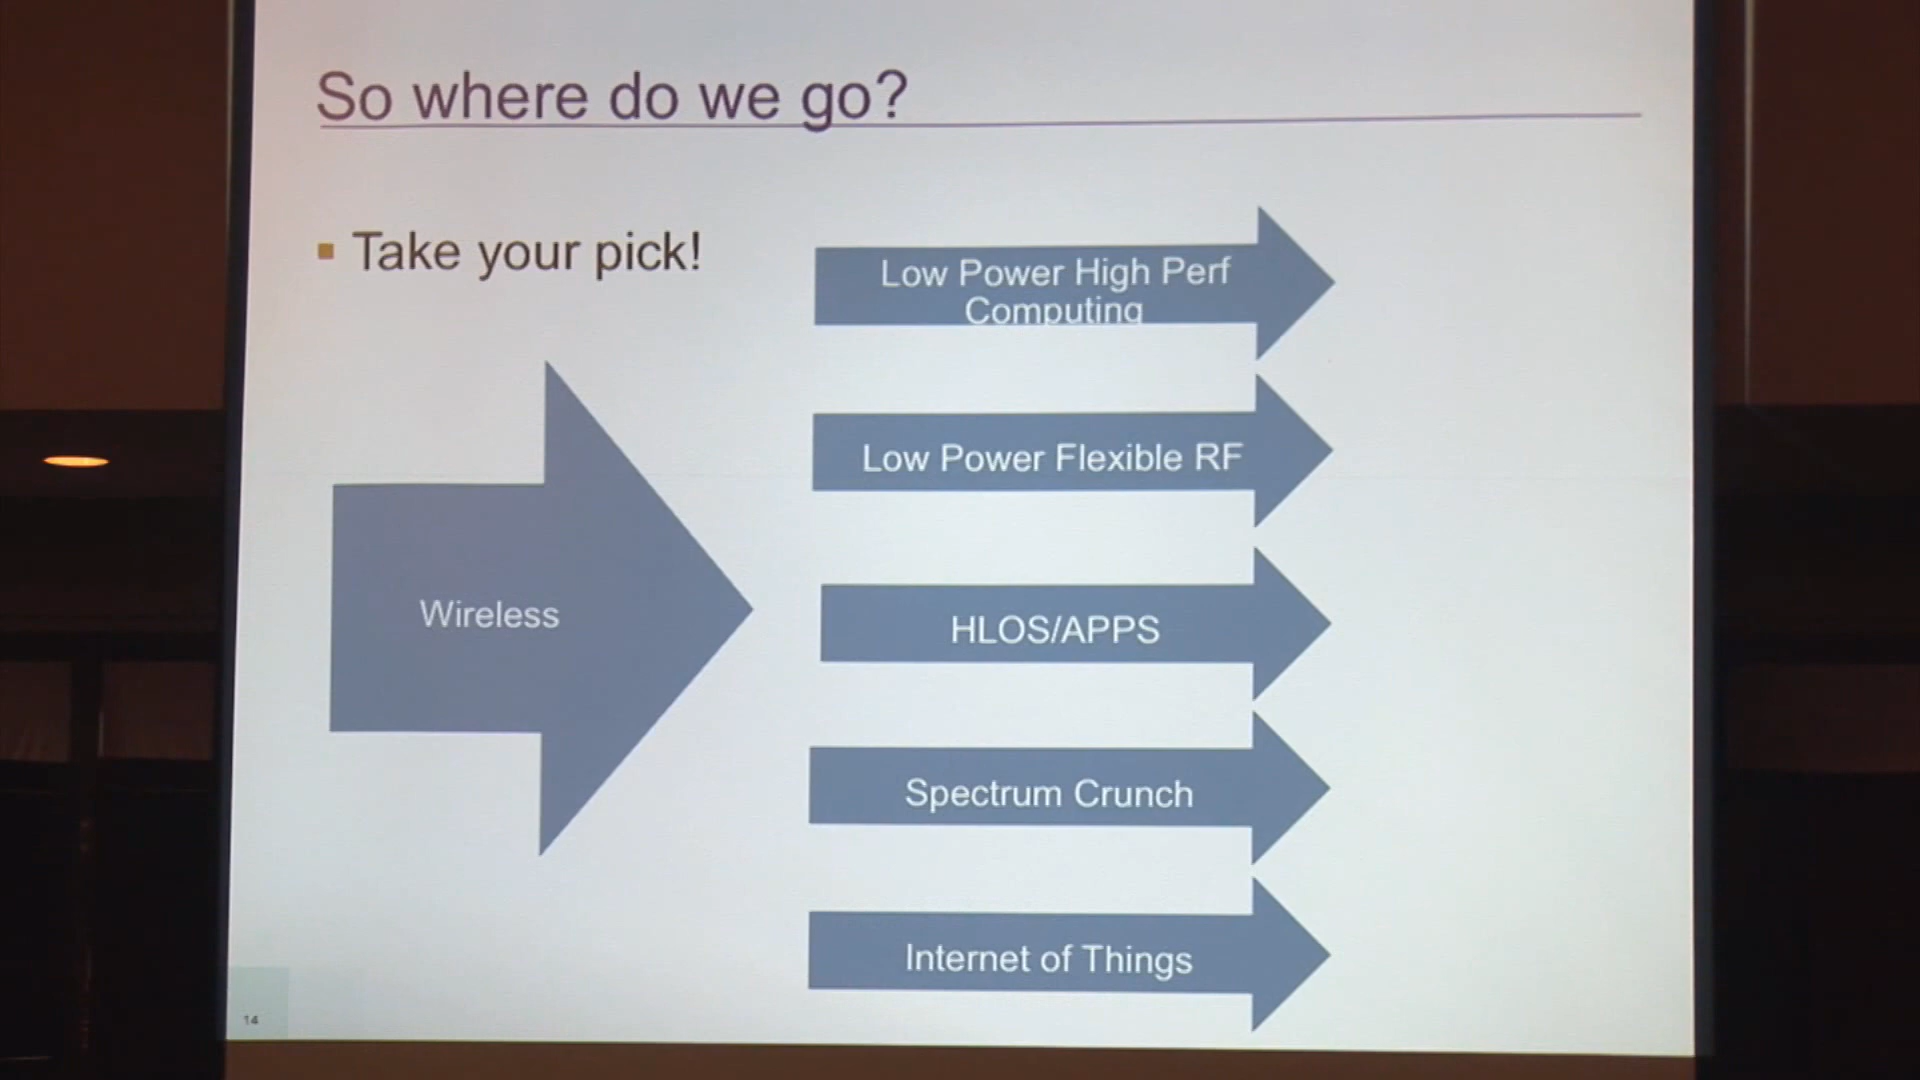 So where do we go?
Take your pick!
Wireless
Low Power High Perf
Computing
Low Power Flexible RF
HLOS/APPS
Spectrum Crunch
Internet of Things
14